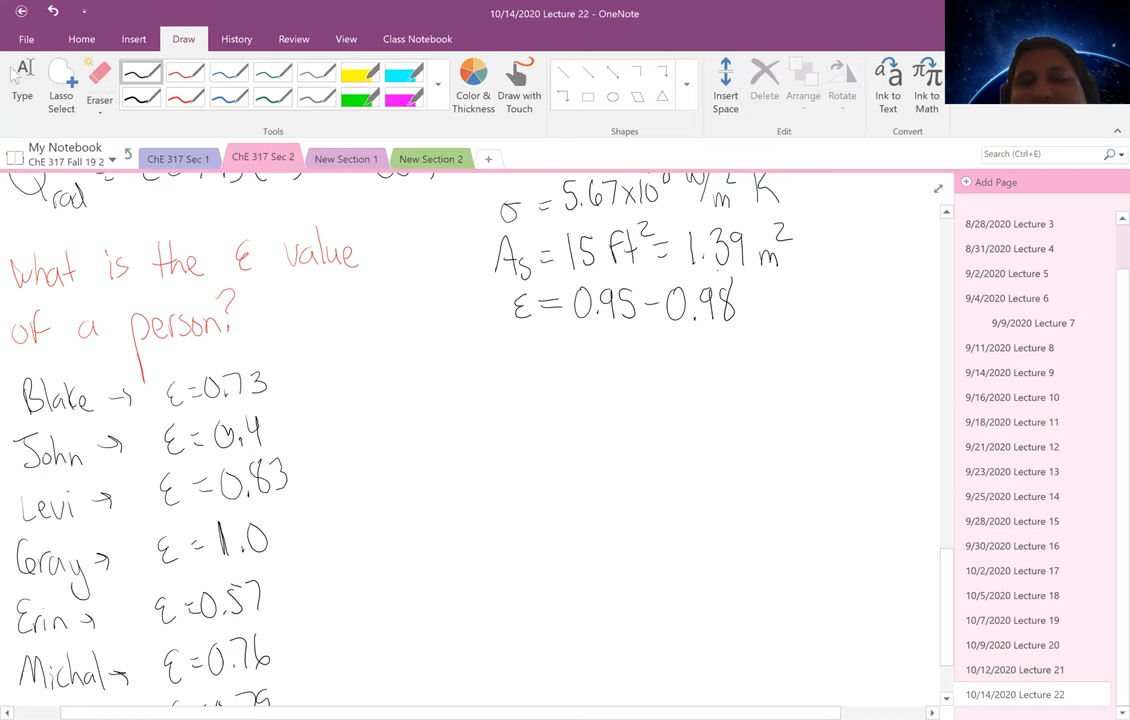 10/14/2020 Lecture 22 - OneNote
File Home Insert Draw History Review View Class Notebook
Type
Lasso Select
Eraser
Color & Thickness
Draw with Touch
Insert Space
Delete
Arrange
Rotate
Ink to Text
Ink to Math
Tools
Shapes
Edit
Convert
My Notebook
ChE 317 Fall 19 2
ChE 317 Sec 1
ChE 317 Sec 2
New Section 1
New Section 2
Search (Ctrl+E)
Add Page
8/28/2020 Lecture 3
8/31/2020 Lecture 4
9/2/2020 Lecture 5
9/4/2020 Lecture 6
9/9/2020 Lecture 7
9/11/2020 Lecture 8
9/14/2020 Lecture 9
9/16/2020 Lecture 10
9/18/2020 Lecture 11
9/21/2020 Lecture 12
9/23/2020 Lecture 13
9/25/2020 Lecture 14
9/28/2020 Lecture 15
9/30/2020 Lecture 16
10/2/2020 Lecture 17
10/5/2020 Lecture 18
10/7/2020 Lecture 19
10/9/2020 Lecture 20
10/12/2020 Lecture 21
10/14/2020 Lecture 22
Qrad =
What is the ε value
of a person?
Blake → ε=0.73
John → ε=0.4
Levi → ε=0.83
Gray → ε=1.0
Erin → ε=0.57
Michal → ε=0.76
σ = 5.67x10 W/m² K
As = 15 ft² = 1.39 m²
ε = 0.95-0.98